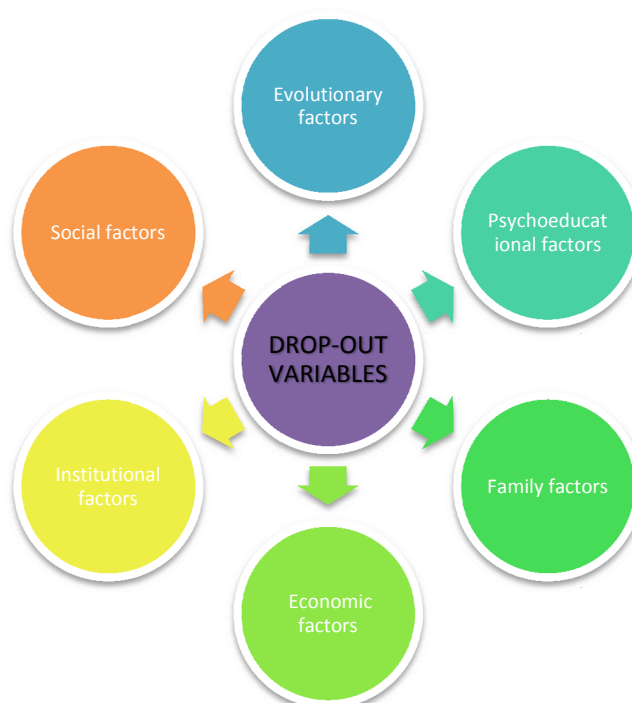 Evolutionary
factors
Social factors
Psychoeducat
ional factors
DROP-OUT
VARIABLES
Institutional
factors
Family factors
Economic
factors